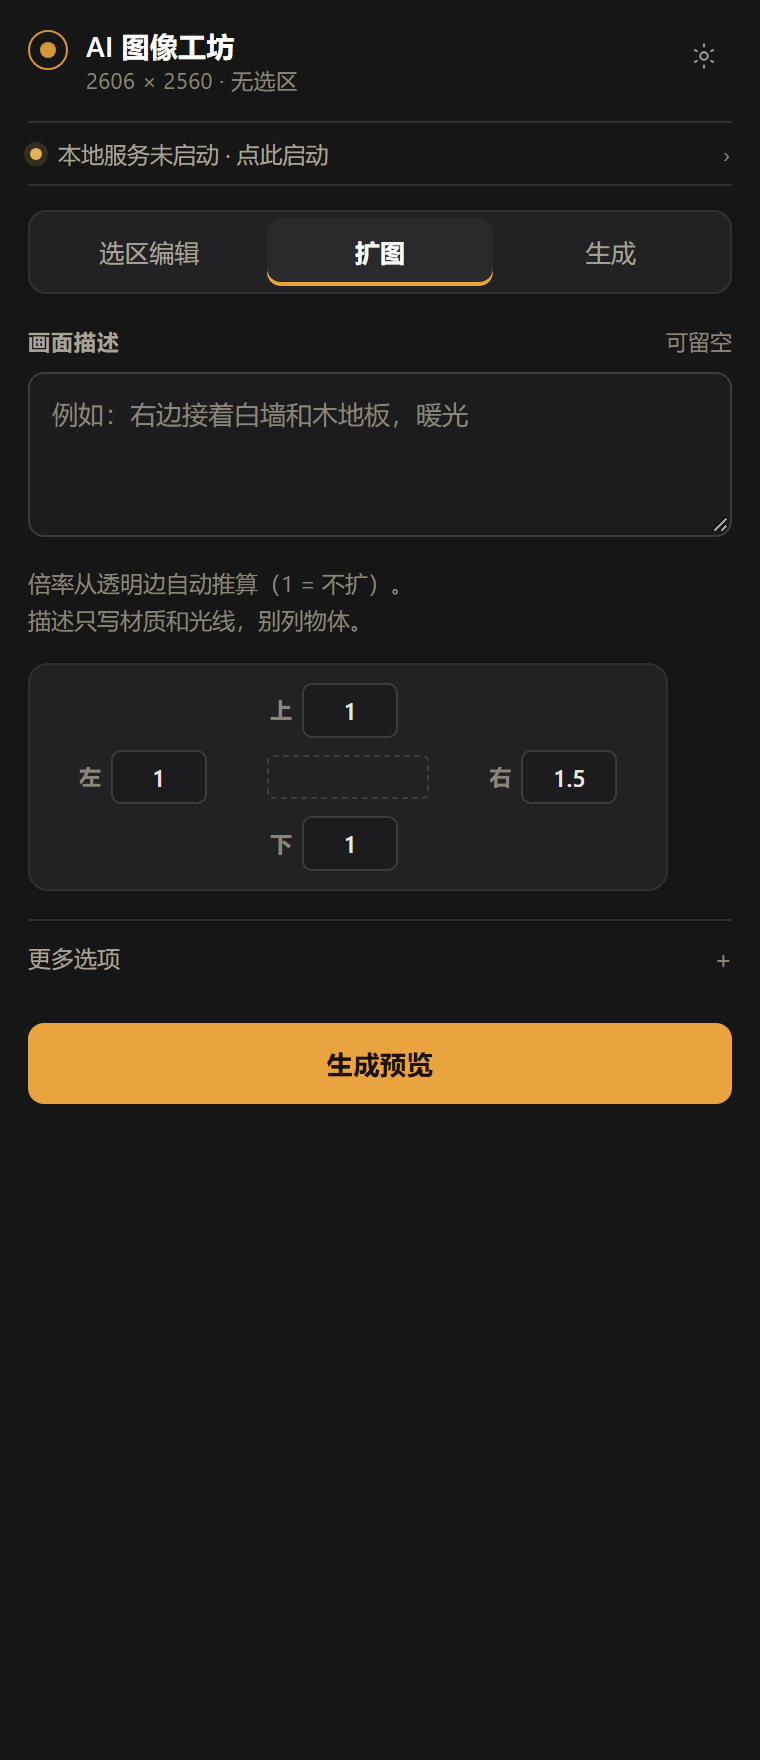 AI 图像工坊
2606 × 2560 · 无选区
本地服务未启动 · 点此启动 ›
选区编辑 扩图 生成
画面描述 可留空
例如：右边接着白墙和木地板，暖光
倍率从透明边自动推算（1 = 不扩）。
描述只写材质和光线，别列物体。
上 1
左 1 右 1.5
下 1
更多选项 +
生成预览